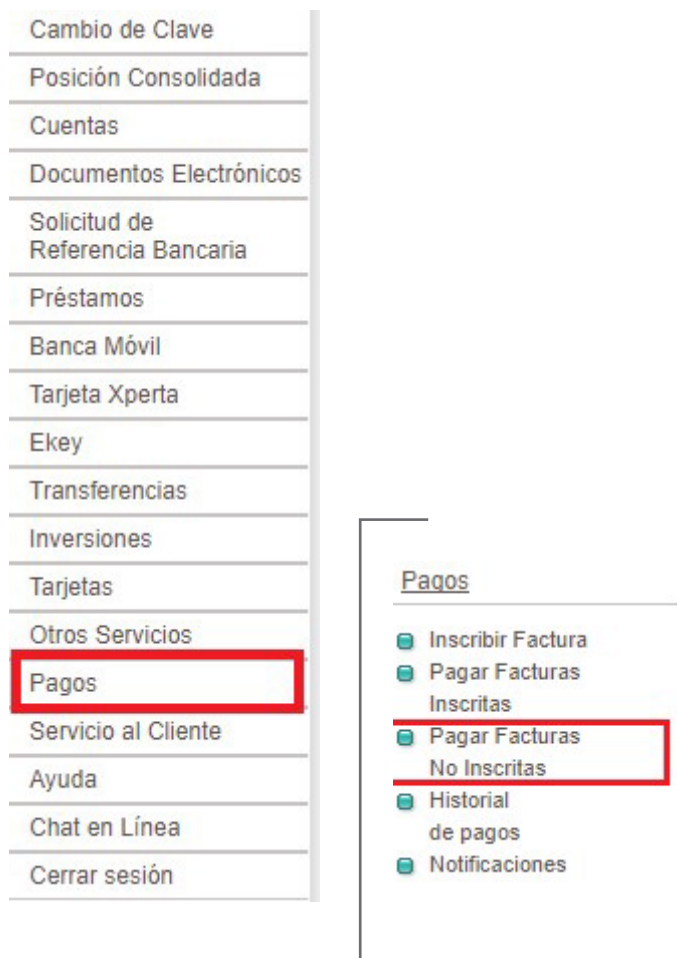 Cambio de Clave
Posición Consolidada
Cuentas
Documentos Electrónicos
Solicitud de
Referencia Bancaria
Préstamos
Banca Móvil
Tarjeta Xperta
Ekey
Transferencias
Inversiones
Tarjetas
Otros Servicios
Pagos
Servicio al Cliente
Ayuda
Chat en Línea
Cerrar sesión
Pagos
Inscribir Factura
Pagar Facturas
Inscritas
Pagar Facturas
No Inscritas
Historial
de pagos
Notificaciones